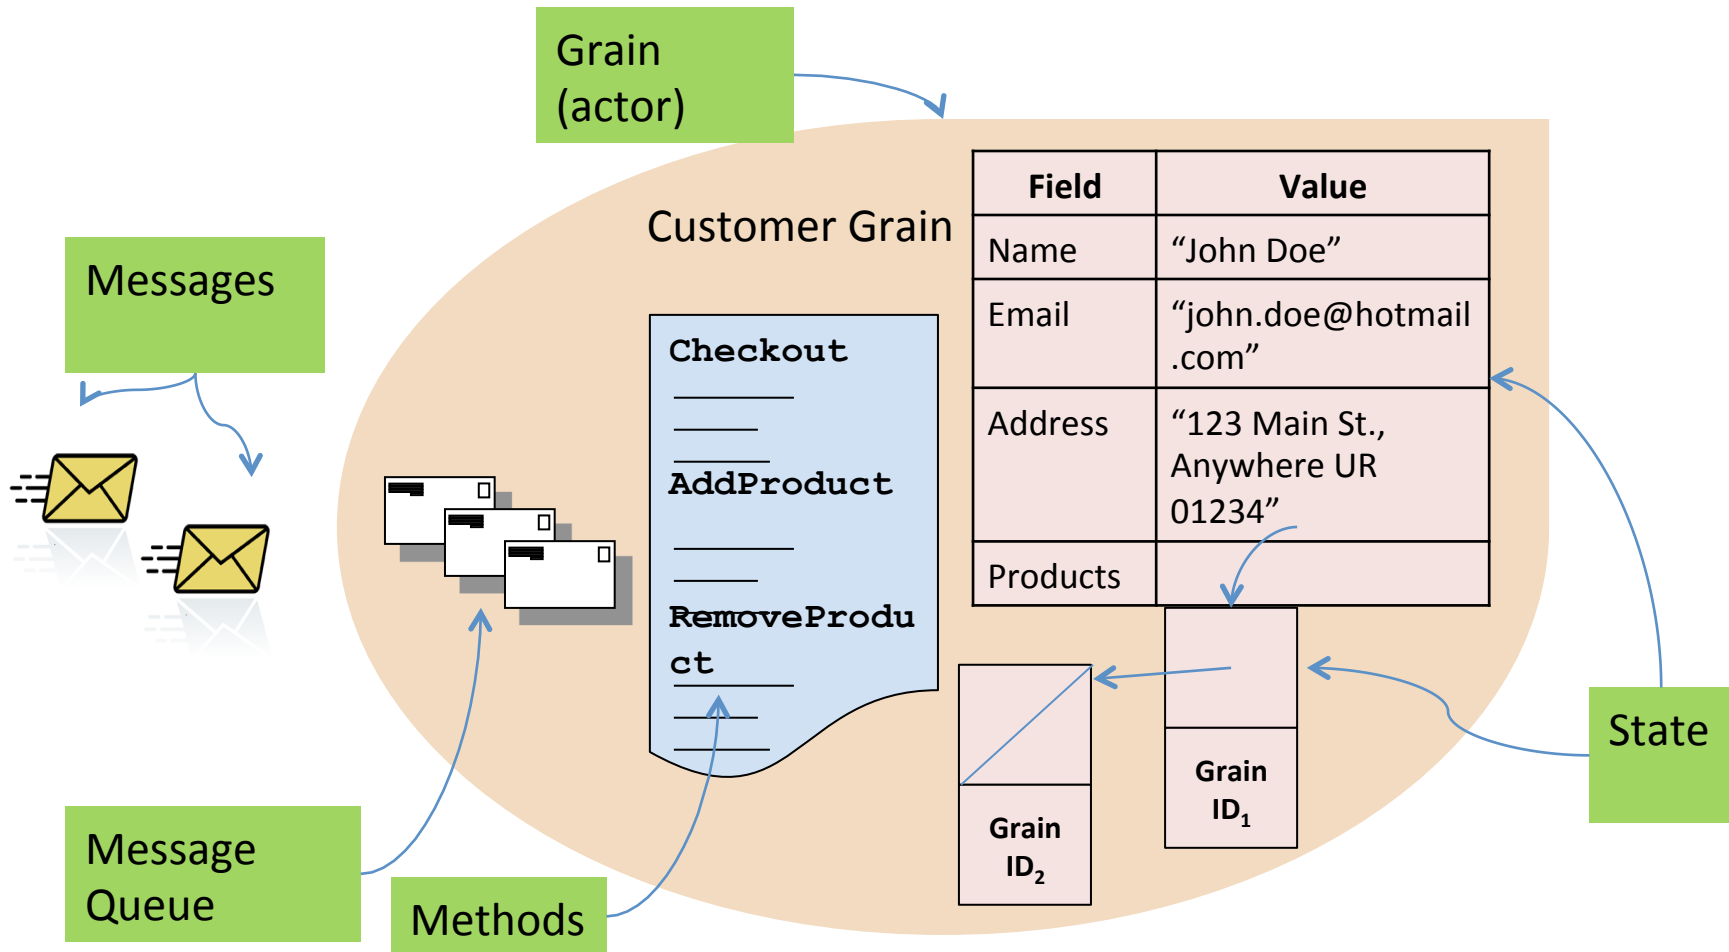 Grain
(actor)
Messages
Customer Grain
Field Value
Name “John Doe”
Email “john.doe@hotmail
.com”
Address “123 Main St.,
Anywhere UR
01234”
Products
Checkout
AddProduct
RemoveProdu
ct
Grain
ID₁
Grain
ID₂
State
Message
Queue
Methods